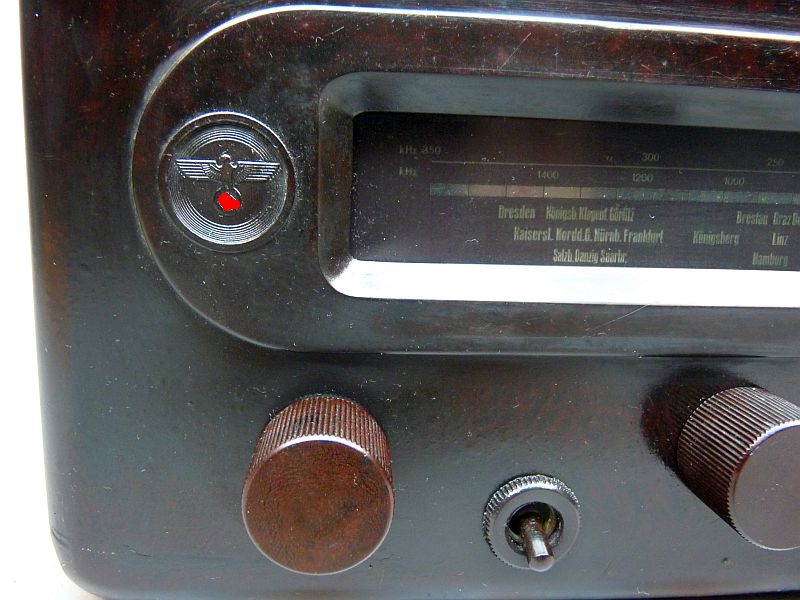 kHz 350 300 250
kHz 1400 1200 1000
Dresden Königsb Klagenf. Görlitz Breslau Graz
Kaisersl. Nordd.G. Nürnb. Frankfurt Königsberg Linz
Salzb. Danzig Saarbr. Hamburg